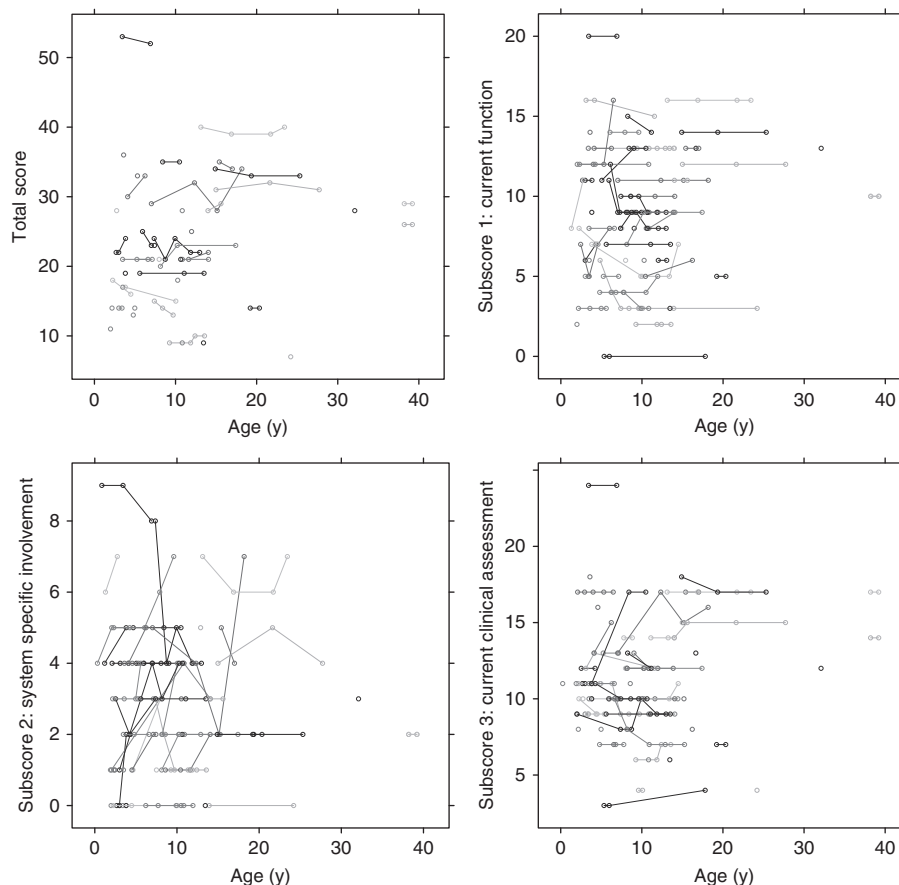 Total score
50
40
30
20
10
0 10 20 30 40
Age (y)
Subscore 1: current function
20
15
10
5
0
0 10 20 30 40
Age (y)
Subscore 2: system specific involvement
8
6
4
2
0
0 10 20 30 40
Age (y)
Subscore 3: current clinical assessment
20
15
10
5
0 10 20 30 40
Age (y)